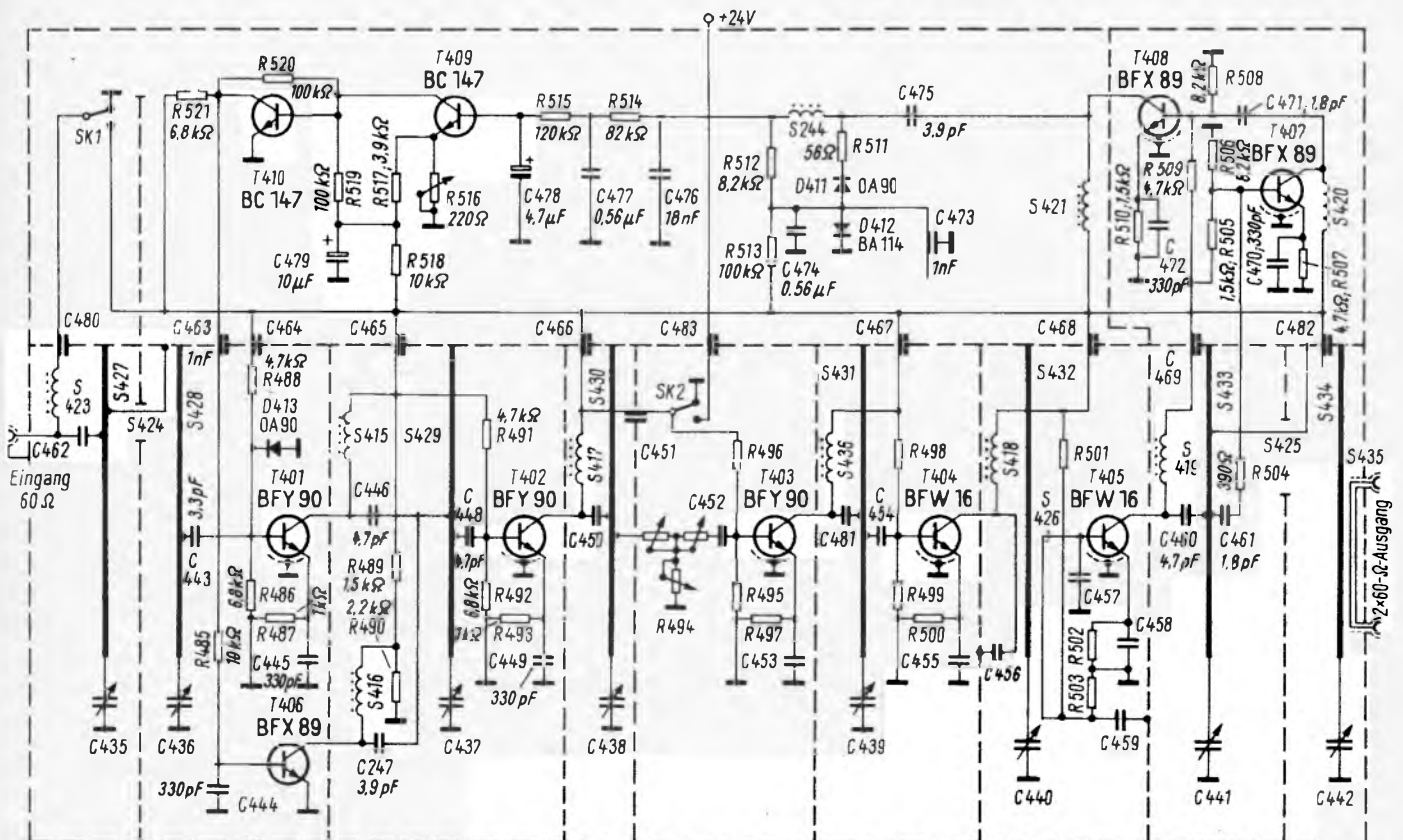 +24V
T409
BC 147
R520
100kΩ
R521
6,8kΩ
SK1
T410
BC 147
R519
100kΩ
R517, 3,9kΩ
R516
220Ω
R515
120kΩ
R514
82kΩ
C478
4,7µF
C477
0,56µF
C476
18nF
C479
10µF
R518
10kΩ
R512
8,2kΩ
S244
56Ω
R511
D411
OA90
D412
BA114
R513
100kΩ
C474
0,56µF
C473
1nF
C475
3,9pF
S421
T408
BFX 89
8,2kΩ
R508
C471, 1,8pF
T407
BFX 89
R506
8,2kΩ
R509
4,7kΩ
R510, 1,5kΩ
C
472
330pF
1,5kΩ, R505
C470, 330pF
S420
4,7kΩ, R507
C480
C463
1nF
C464
C465
C466
C483
C467
C468
C
469
C482
S
423
C462
Eingang
60Ω
S427
S424
S428
4,7kΩ
R488
D413
OA90
S415
S429
4,7kΩ
R491
S430
S417
SK2
C451
R496
S431
S436
R498
S432
S418
R501
S433
S
419
S425
390Ω
R504
S434
S435
2×60-Ω-Ausgang
3,3pF
C
443
T401
BFY 90
C446
4,7pF
C
448
4,7pF
T402
BFY 90
C450
C452
T403
BFY 90
C481
C
454
T404
BFW 16
S
426
T405
BFW 16
C460
4,7pF
C461
1,8pF
R485
10kΩ
6,8kΩ
R486
R487
1kΩ
C445
330pF
R489
1,5kΩ
2,2kΩ
R490
S416
6,8kΩ
R492
1kΩ
R493
C449
330pF
R494
R495
R497
C453
R499
R500
C455
C456
C457
R502
C458
R503
C459
T406
BFX 89
330pF
C444
C247
3,9pF
C435
C436
C437
C438
C439
C440
C441
C442